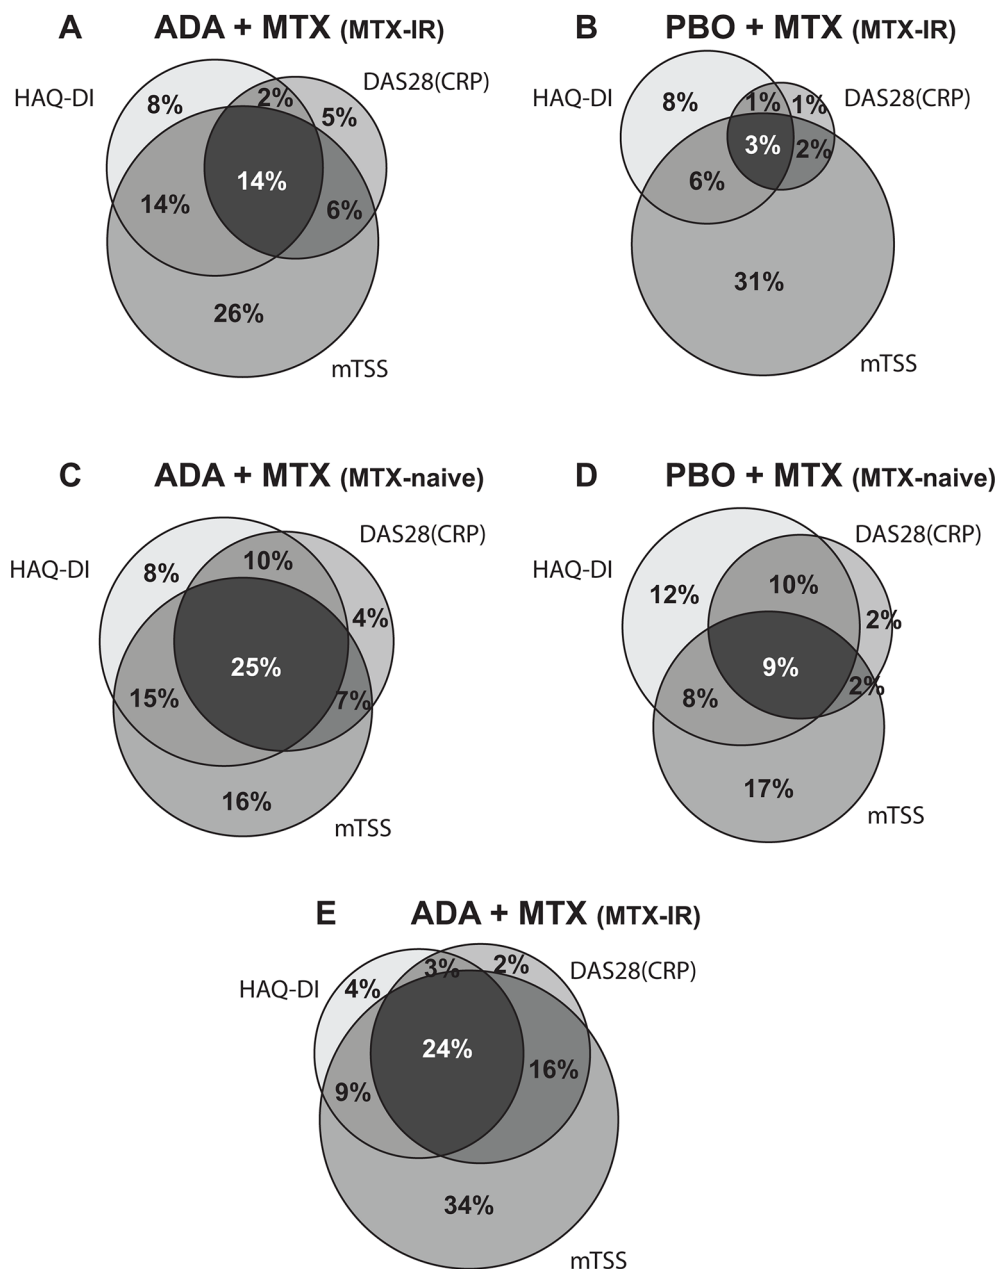 A ADA + MTX (MTX-IR)
HAQ-DI
DAS28(CRP)
8%
2%
5%
14%
14%
6%
26%
mTSS
B PBO + MTX (MTX-IR)
HAQ-DI
DAS28(CRP)
8%
1%
1%
3%
2%
6%
31%
mTSS
C ADA + MTX (MTX-naive)
HAQ-DI
DAS28(CRP)
8%
10%
4%
25%
15%
7%
16%
mTSS
D PBO + MTX (MTX-naive)
HAQ-DI
DAS28(CRP)
12%
10%
2%
9%
8%
2%
17%
mTSS
E ADA + MTX (MTX-IR)
HAQ-DI
DAS28(CRP)
4%
3%
2%
24%
9%
16%
34%
mTSS